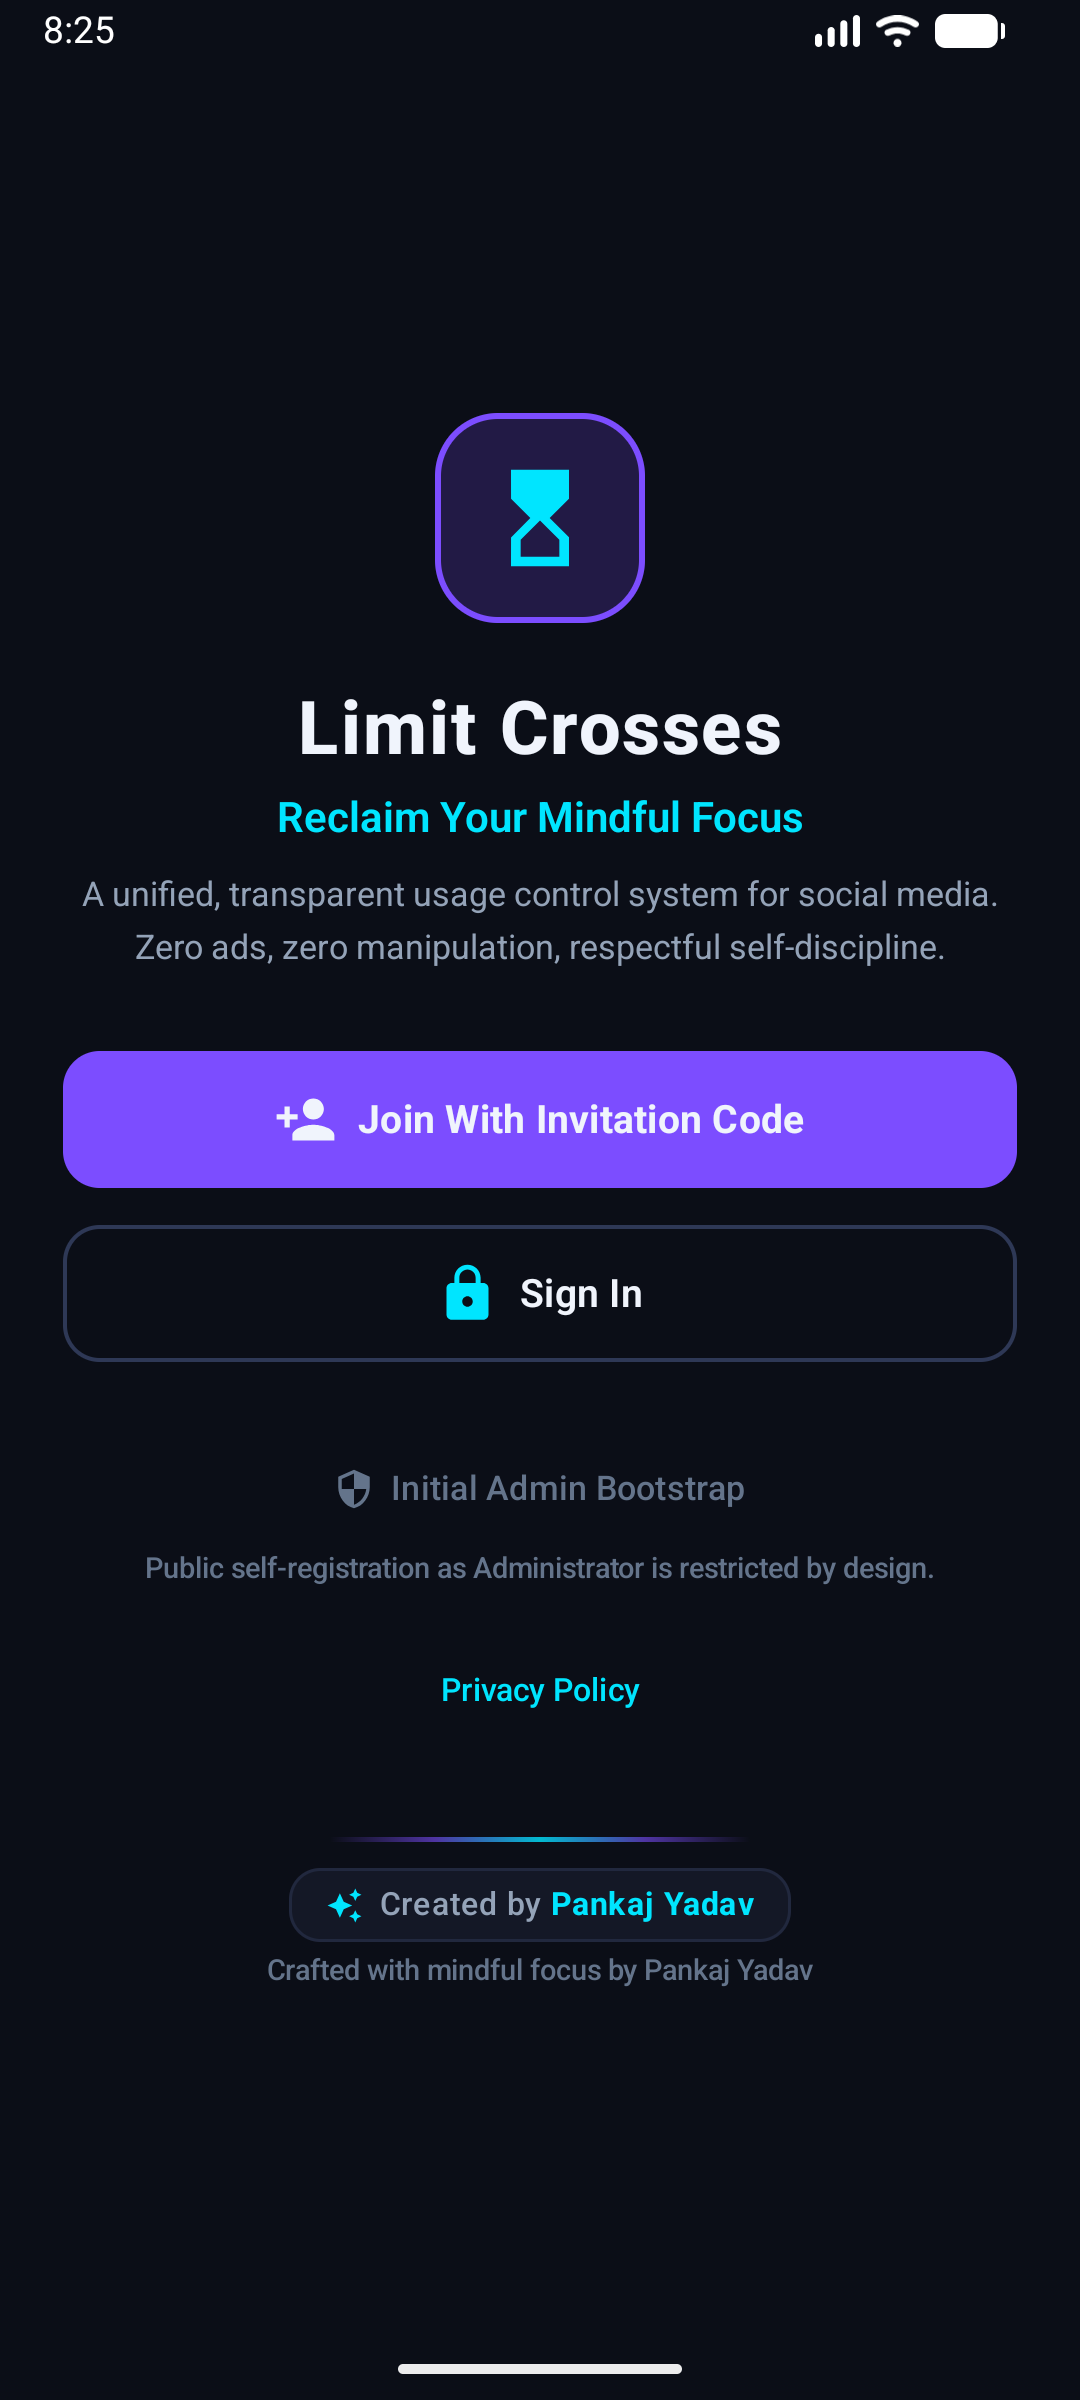 8:25
Limit Crosses
Reclaim Your Mindful Focus
A unified, transparent usage control system for social media.
Zero ads, zero manipulation, respectful self-discipline.
Join With Invitation Code
Sign In
Initial Admin Bootstrap
Public self-registration as Administrator is restricted by design.
Privacy Policy
Created by Pankaj Yadav
Crafted with mindful focus by Pankaj Yadav